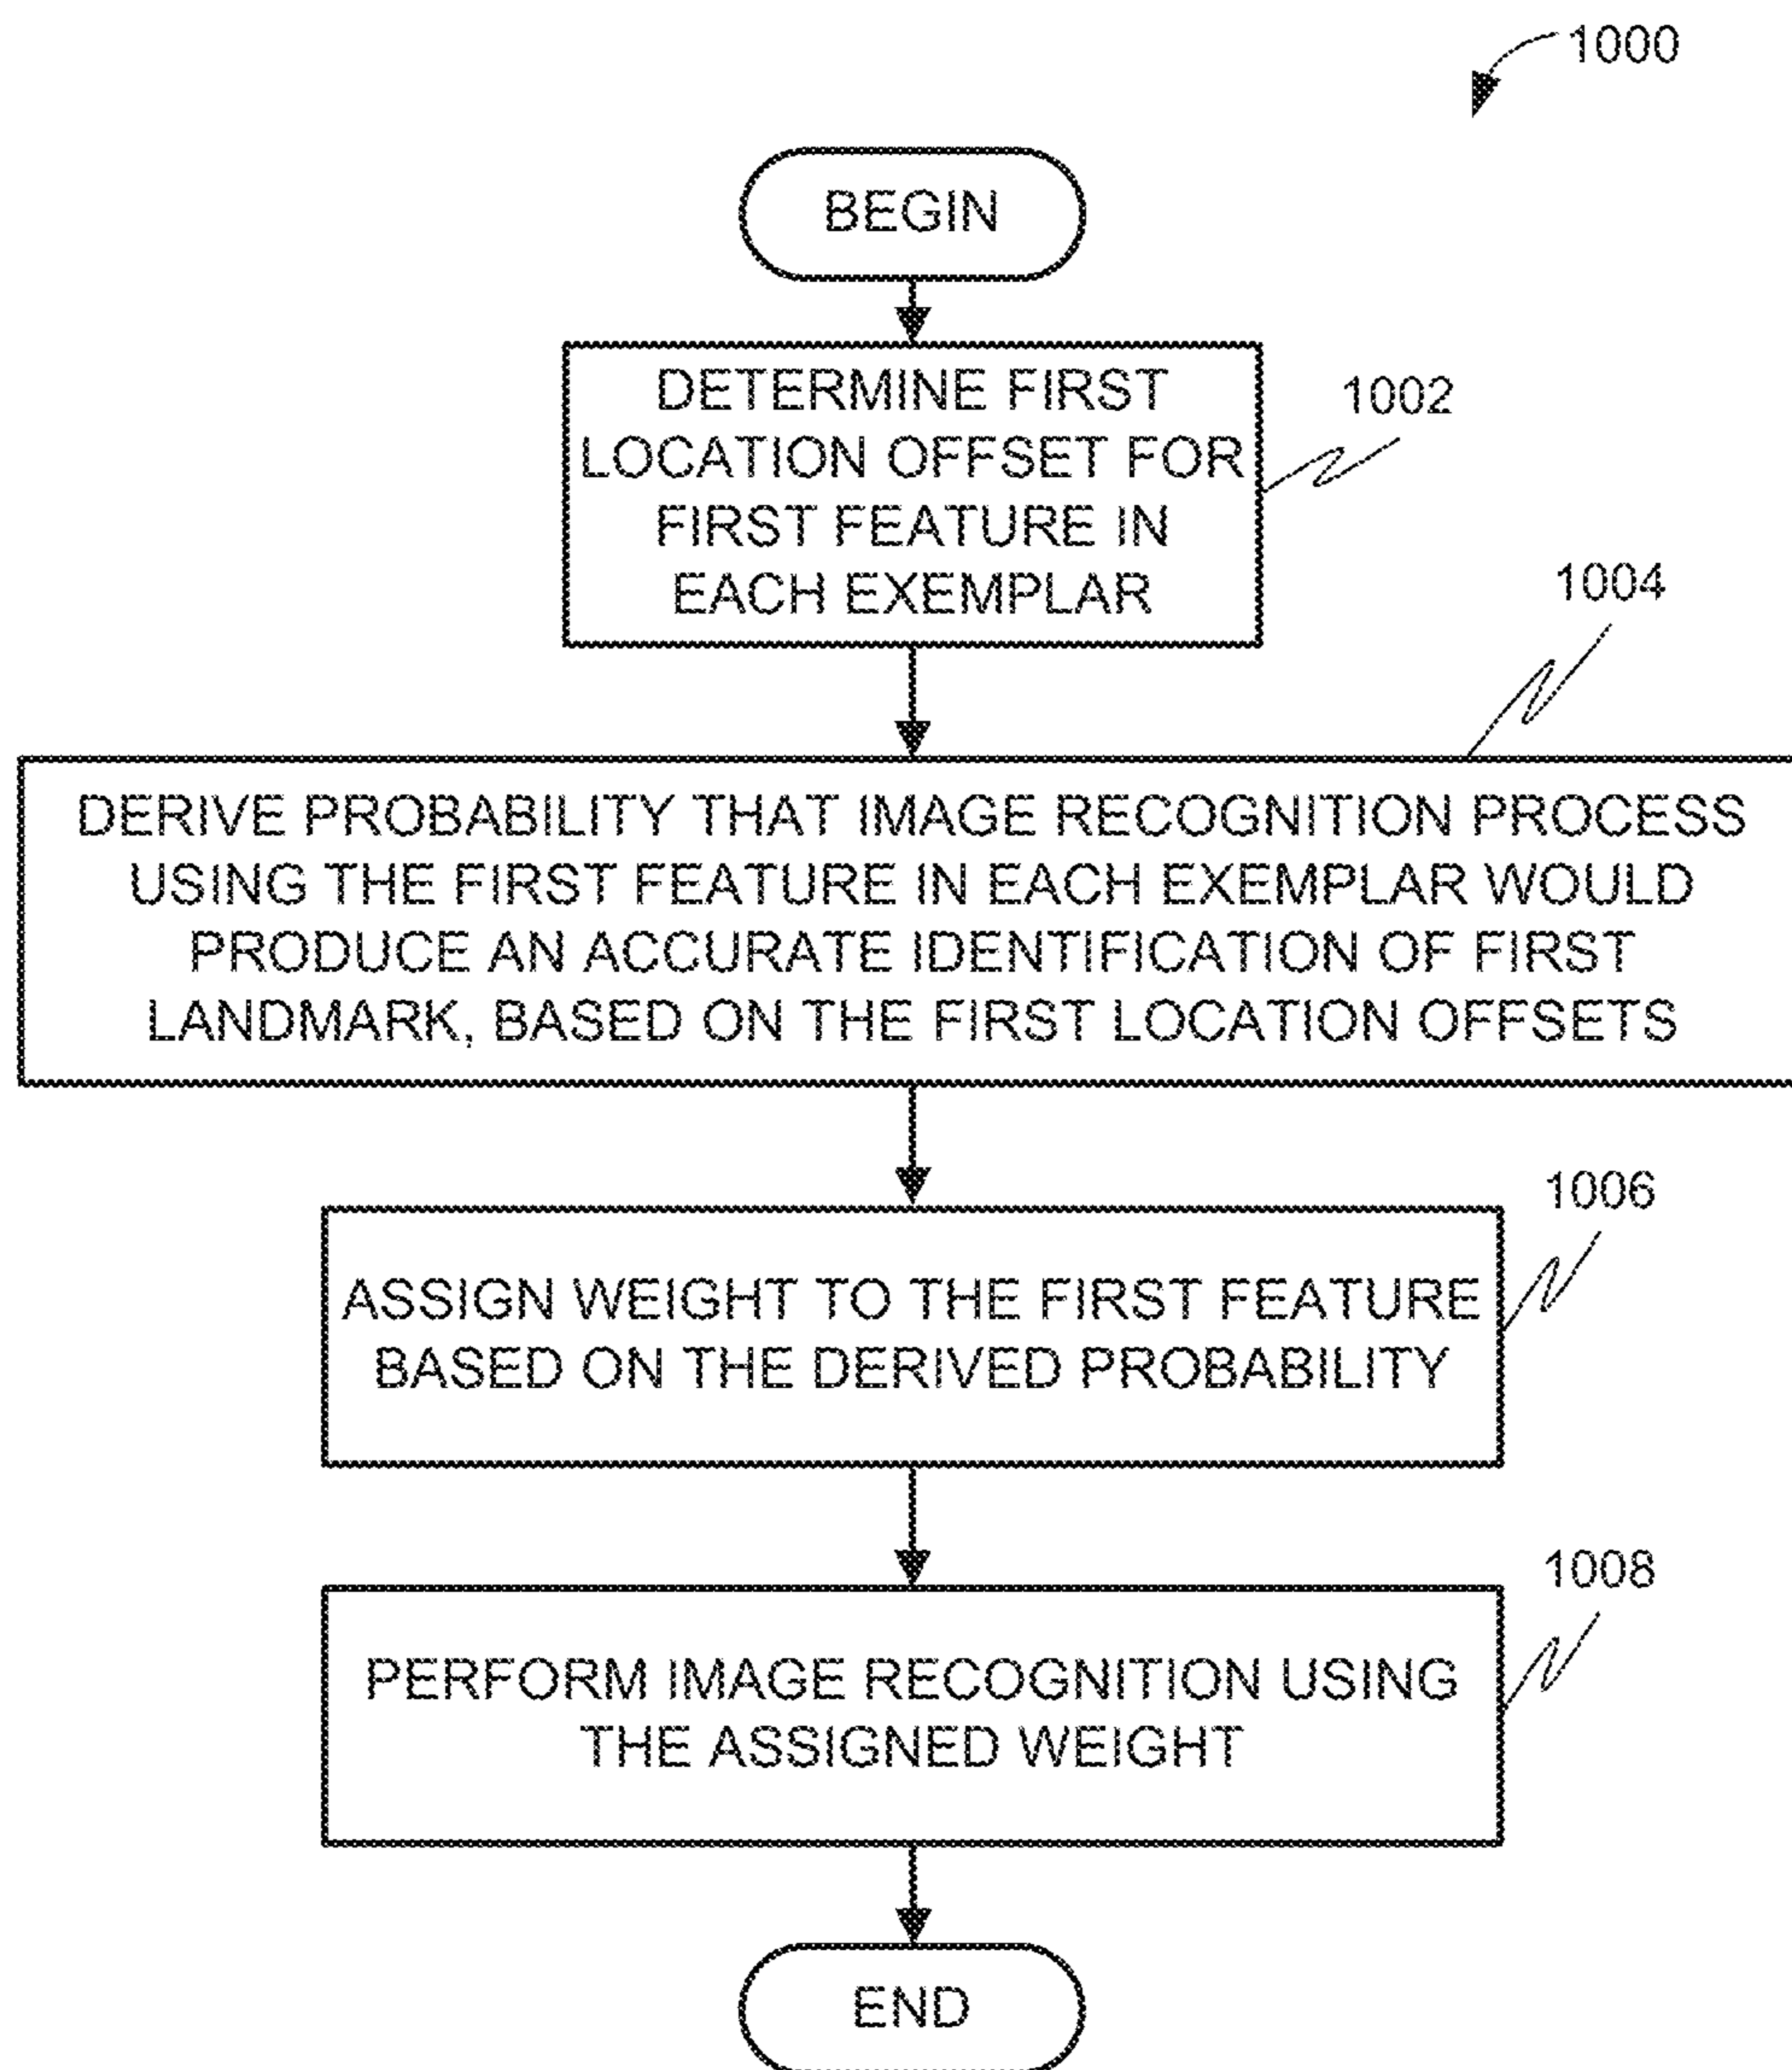 1000
BEGIN
DETERMINE FIRST
LOCATION OFFSET FOR
FIRST FEATURE IN
EACH EXEMPLAR
1002
1004
DERIVE PROBABILITY THAT IMAGE RECOGNITION PROCESS
USING THE FIRST FEATURE IN EACH EXEMPLAR WOULD
PRODUCE AN ACCURATE IDENTIFICATION OF FIRST
LANDMARK, BASED ON THE FIRST LOCATION OFFSETS
1006
ASSIGN WEIGHT TO THE FIRST FEATURE
BASED ON THE DERIVED PROBABILITY
1008
PERFORM IMAGE RECOGNITION USING
THE ASSIGNED WEIGHT
END